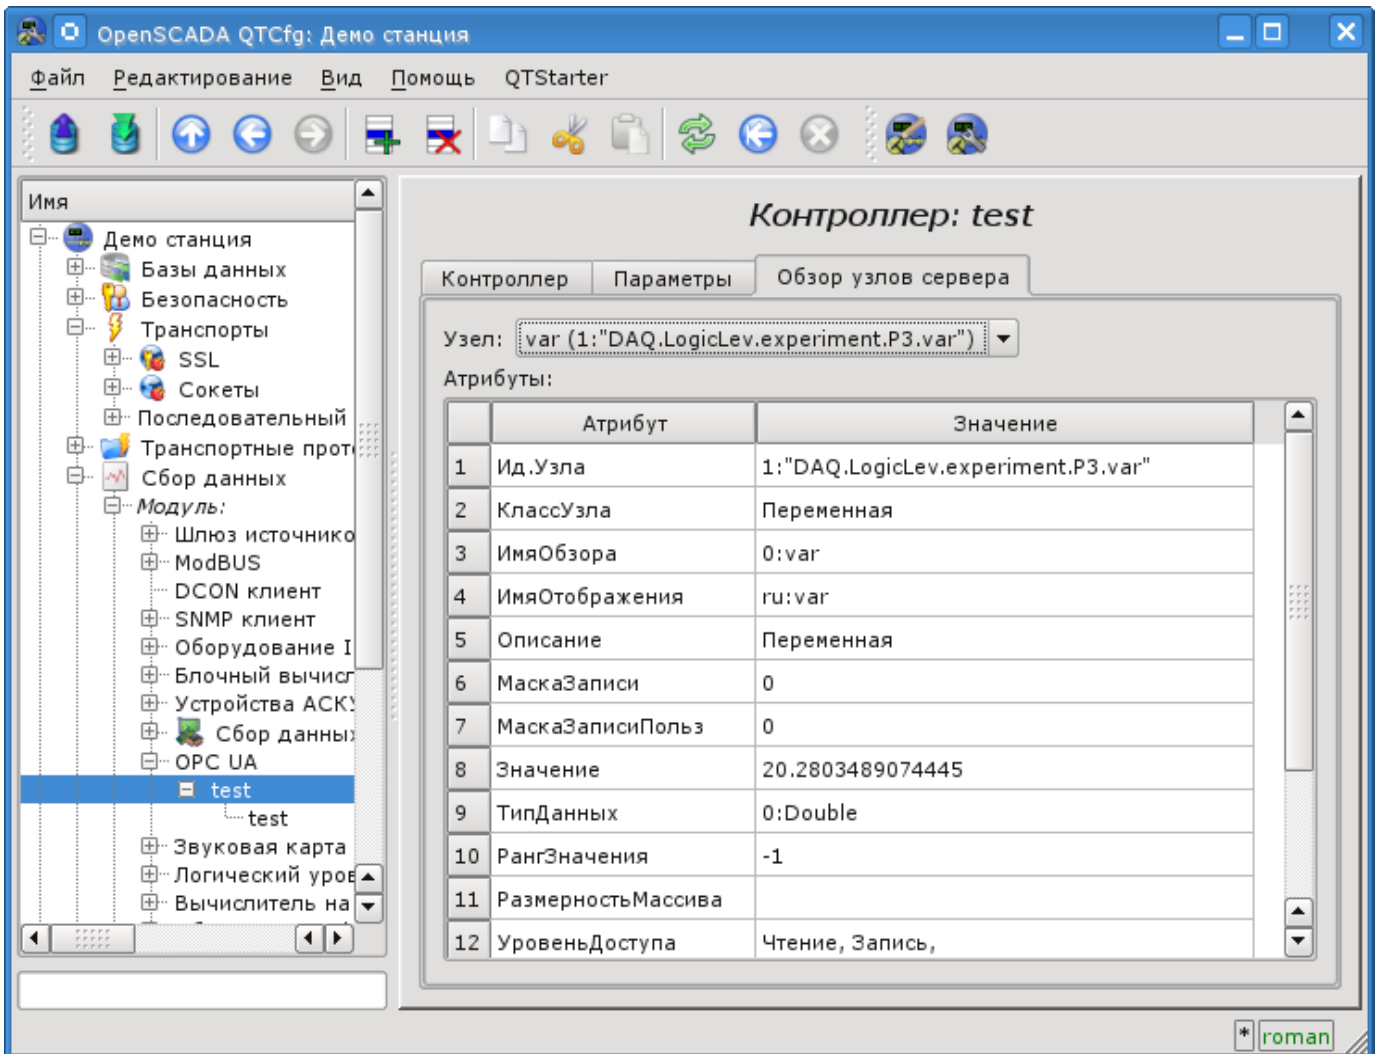 OpenSCADA QTCfg: Демо станция
Файл Редактирование Вид Помощь QTStarter
Имя
Демо станция
Базы данных
Безопасность
Транспорты
SSL
Сокеты
Последовательный
Транспортные прот
Сбор данных
Модуль:
Шлюз источнико
ModBUS
DCON клиент
SNMP клиент
Оборудование I
Блочный вычисл
Устройства АСКУ
Сбор данны
OPC UA
test
test
Звуковая карта
Логический уров
Вычислитель на
Контроллер: test
Контроллер Параметры Обзор узлов сервера
Узел: var (1:"DAQ.LogicLev.experiment.P3.var")
Атрибуты:
Атрибут Значение
1 Ид.Узла 1:"DAQ.LogicLev.experiment.P3.var"
2 КлассУзла Переменная
3 ИмяОбзора 0:var
4 ИмяОтображения ru:var
5 Описание Переменная
6 МаскаЗаписи 0
7 МаскаЗаписиПольз 0
8 Значение 20.2803489074445
9 ТипДанных 0:Double
10 РангЗначения -1
11 РазмерностьМассива
12 УровеньДоступа Чтение, Запись,
* roman